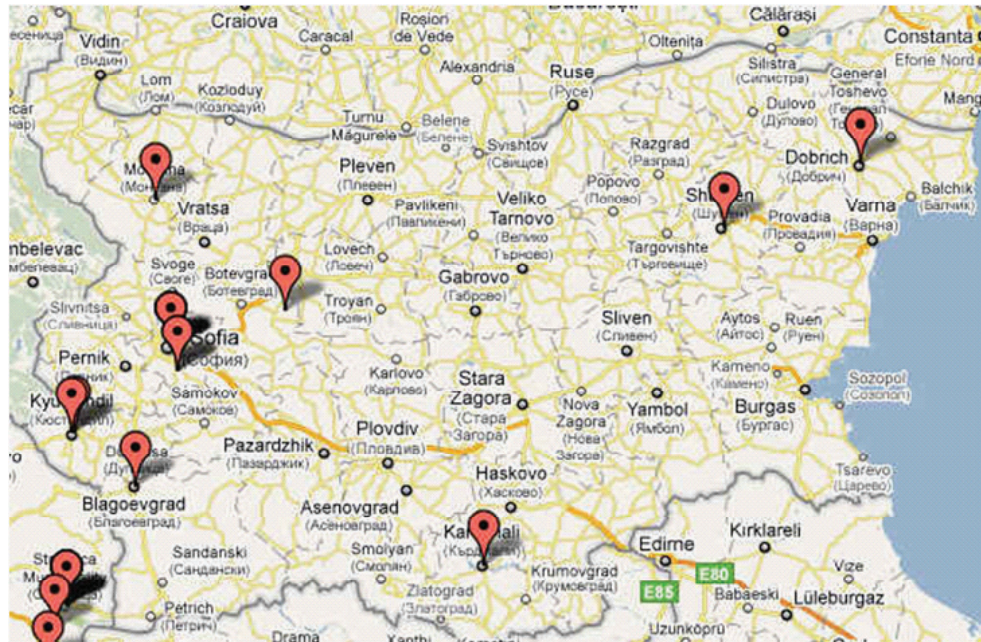 Craiova
Caracal
Rosiori
de Vede
Călărași
Constanta
Eforie Nord
Vidin
(Видин)
Alexandria
Ruse
(Русе)
Oltenița
Silistra
(Силистра)
General
Toshevo
Lom
(Лом)
Kozloduy
(Козлодуй)
Turnu
Măgurele
Belene
(Белене)
Svishtov
(Свищов)
Dulovo
(Дулово)
Razgrad
(Разград)
Dobrich
(Добрич)
Pleven
(Плевен)
Vratsa
(Враца)
Pavlikeni
(Павликени)
Veliko
Tarnovo
(Велико
Търново)
Popovo
(Попово)
Balchik
(Балчик)
Provadia
(Провадия)
Varna
(Варна)
Targovishte
(Търговище)
Lovech
(Ловеч)
Svoge
(Своге)
Gabrovo
(Габрово)
Troyan
(Троян)
Slivnitsa
(Сливница)
Sofia
(София)
Pernik
Sliven
(Сливен)
Aytos
(Айтос)
Ruen
(Руен)
Kameno
(Камено)
Sozopol
(Созопол)
Karlovo
(Карлово)
Stara
Zagora
(Стара
Загора)
Samokov
(Самоков)
Nova
Zagora
(Нова
Загора)
Yambol
(Ямбол)
Burgas
(Бургас)
Pazardzhik
(Пазарджик)
Plovdiv
(Пловдив)
Haskovo
(Хасково)
Tsarevo
(Царево)
Blagoevgrad
(Благоевград)
Asenovgrad
(Асеновград)
Sandanski
(Сандански)
Smolyan
(Смолян)
Krumovgrad
(Крумовград)
Edirne
Kırklareli
E80
E85
Vize
Babaeski
Lüleburgaz
Petrich
(Петрич)
Zlatograd
(Златоград)
Drama
Xanthi
Uzunköprü